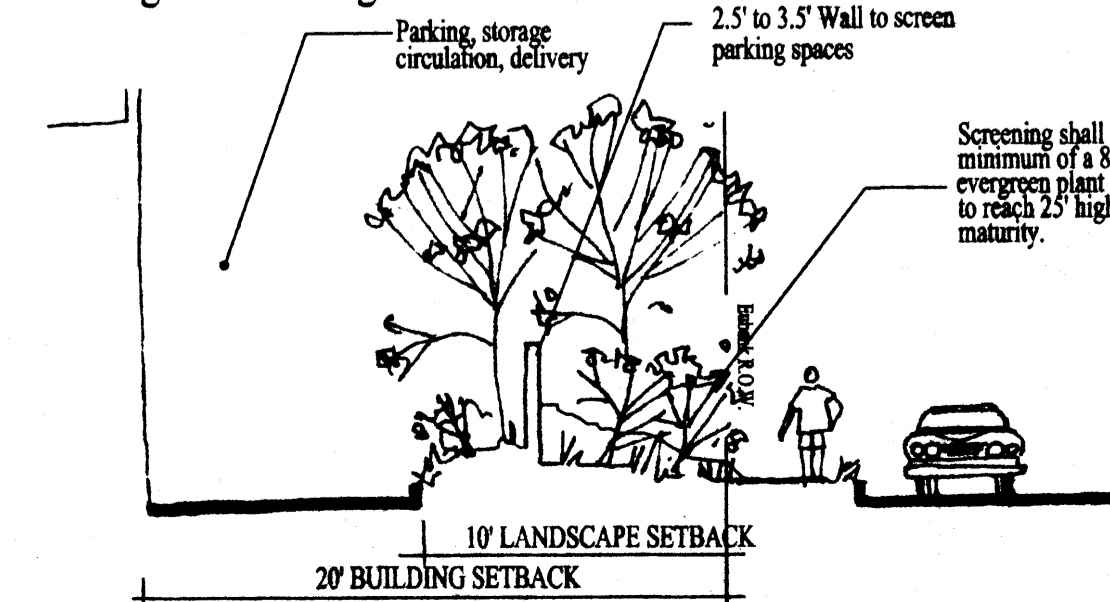 Parking, storage
circulation, delivery
2.5' to 3.5' Wall to screen
parking spaces
Screening shall
minimum of a 8
evergreen plant
to reach 25' high
maturity.
R.O.W.
10' LANDSCAPE SETBACK
20' BUILDING SETBACK